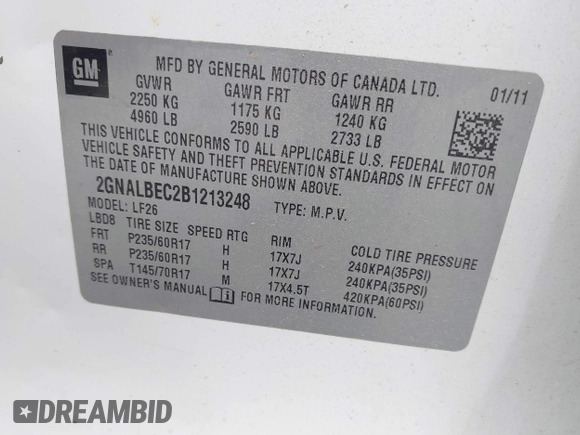 GM
MFD BY GENERAL MOTORS OF CANADA LTD. 01/11
GVWR GAWR FRT GAWR RR
2250 KG 1175 KG 1240 KG
4960 LB 2590 LB 2733 LB
THIS VEHICLE CONFORMS TO ALL APPLICABLE U.S. FEDERAL MOTOR
VEHICLE SAFETY AND THEFT PREVENTION STANDARDS IN EFFECT ON
THE DATE OF MANUFACTURE SHOWN ABOVE.
2GNALBEC2B1213248 TYPE: M.P.V.
MODEL: LF26
LBD8 TIRE SIZE SPEED RTG RIM COLD TIRE PRESSURE
FRT P235/60R17 H 17X7J 240KPA(35PSI)
RR P235/60R17 H 17X7J 240KPA(35PSI)
SPA T145/70R17 M 17X4.5T 420KPA(60PSI)
SEE OWNER'S MANUAL FOR MORE INFORMATION.
DREAMBID